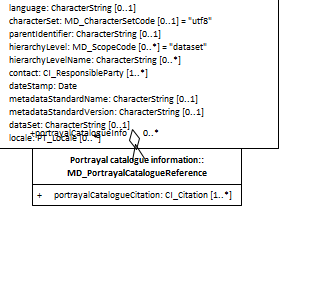 language: CharacterString [0..1]
characterSet: MD_CharacterSetCode [0..1] = "utf8"
parentIdentifier: CharacterString [0..1]
hierarchyLevel: MD_ScopeCode [0..*] = "dataset"
hierarchyLevelName: CharacterString [0..*]
contact: CI_ResponsibleParty [1..*]
dateStamp: Date
metadataStandardName: CharacterString [0..1]
metadataStandardVersion: CharacterString [0..1]
dataSet: CharacterString [0..1]
+portrayalCatalogueInfo 0..*
locale: PT_Locale [0..*]
Portrayal catalogue information::
MD_PortrayalCatalogueReference
+ portrayalCatalogueCitation: CI_Citation [1..*]